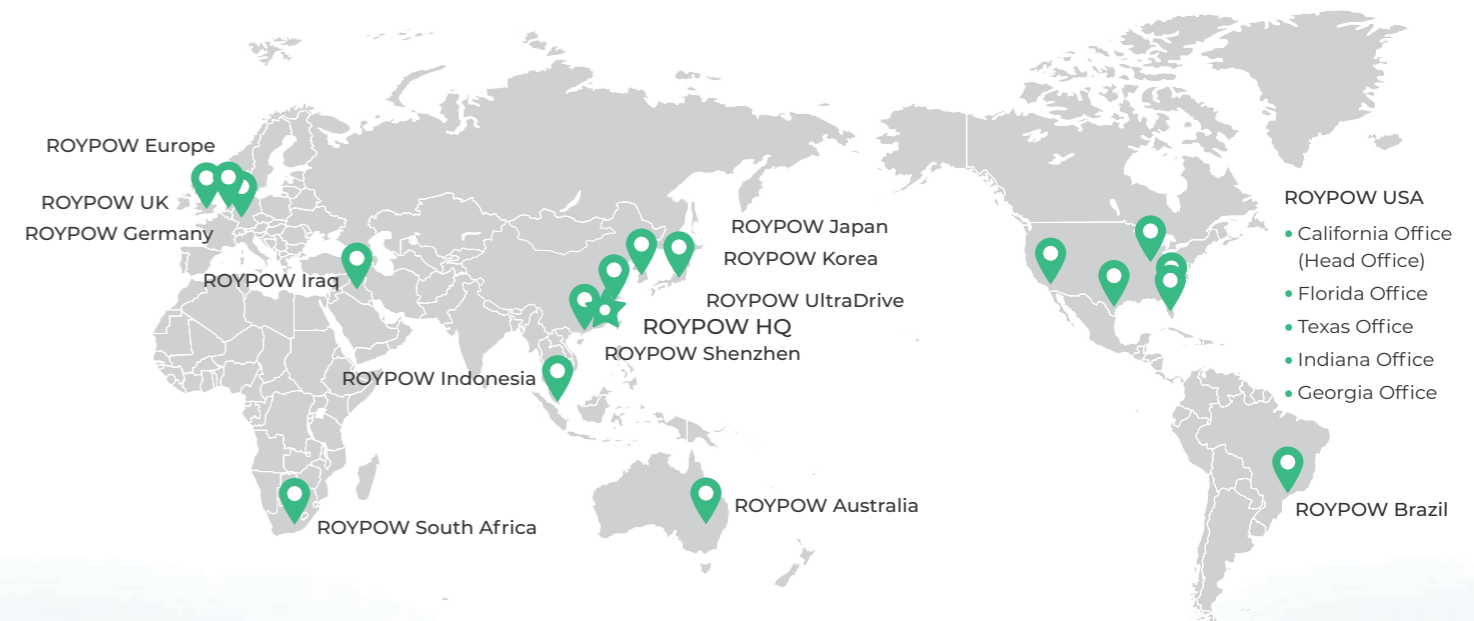 ROYPOW Europe
ROYPOW UK
ROYPOW Germany
ROYPOW Iraq
ROYPOW Japan
ROYPOW Korea
ROYPOW UltraDrive
ROYPOW HQ
ROYPOW Shenzhen
ROYPOW Indonesia
ROYPOW South Africa
ROYPOW Australia
ROYPOW USA
• California Office
(Head Office)
• Florida Office
• Texas Office
• Indiana Office
• Georgia Office
ROYPOW Brazil